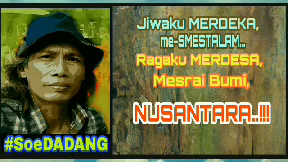 Jiwaku MERDEKA,
me-SMESTALAM...
Ragaku MERDESA,
Mesrai Bumi,
NUSANTARA..!!!
#SoeDADANG